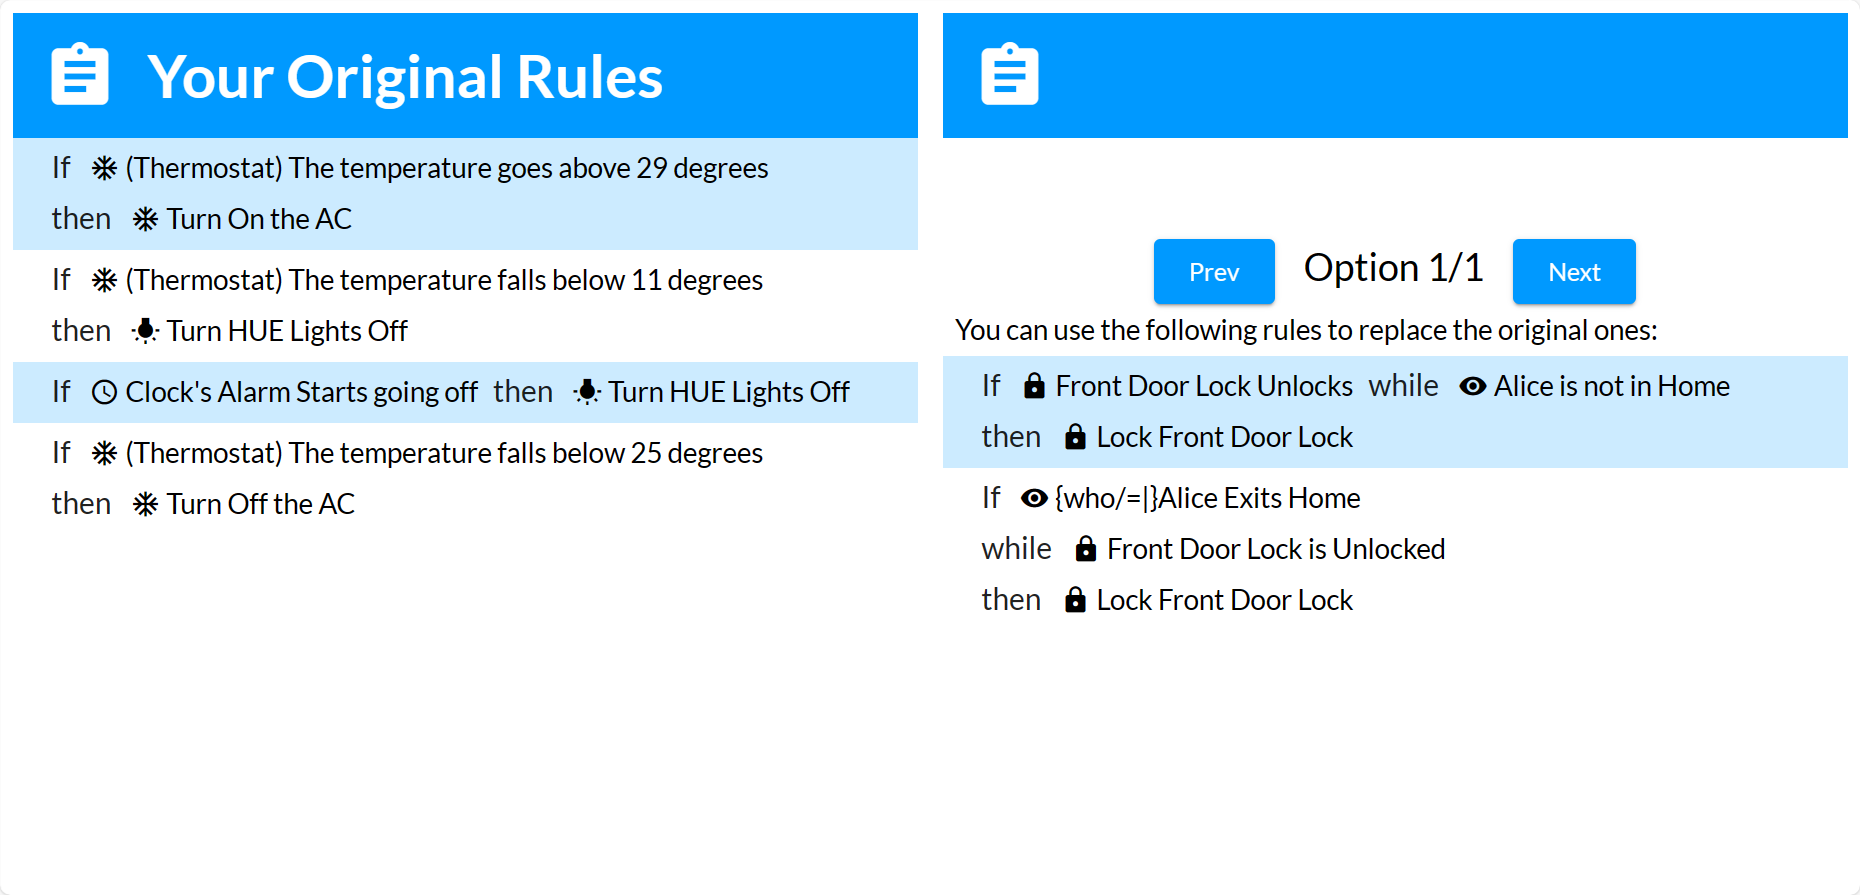 Your Original Rules
If (Thermostat) The temperature goes above 29 degrees
then Turn On the AC
If (Thermostat) The temperature falls below 11 degrees
then Turn HUE Lights Off
If Clock's Alarm Starts going off then Turn HUE Lights Off
If (Thermostat) The temperature falls below 25 degrees
then Turn Off the AC
Prev Option 1/1 Next
You can use the following rules to replace the original ones:
If Front Door Lock Unlocks while Alice is not in Home
then Lock Front Door Lock
If {who/=|}Alice Exits Home
while Front Door Lock is Unlocked
then Lock Front Door Lock